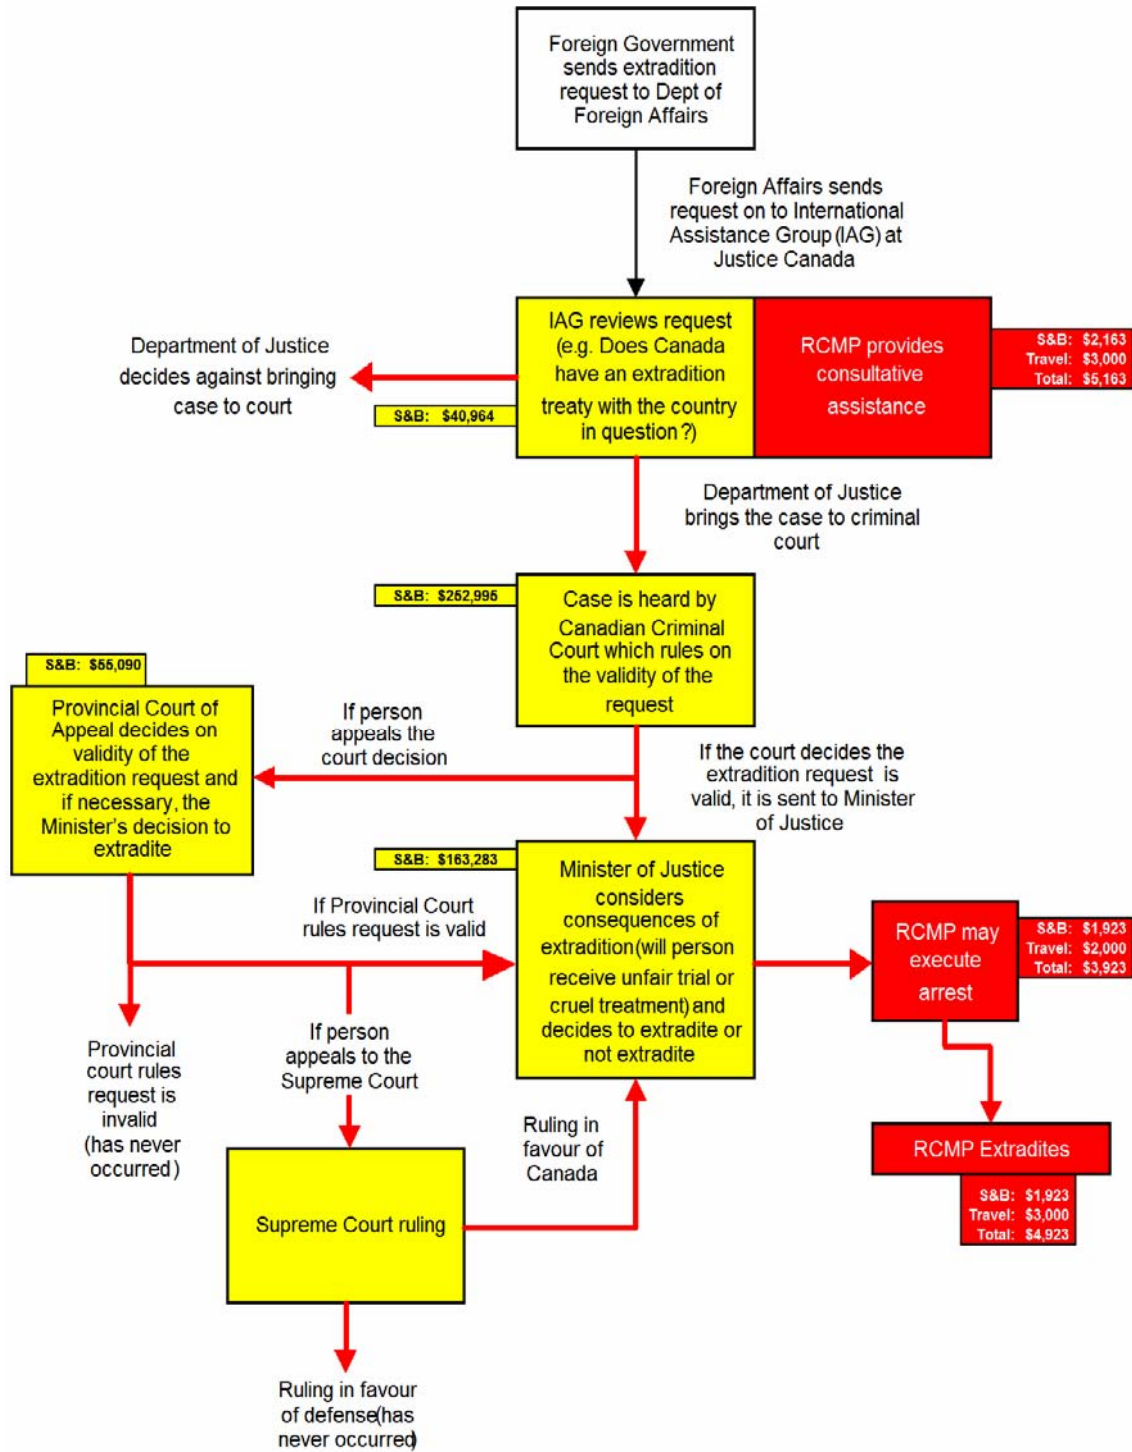 Foreign Government
sends extradition
request to Dept of
Foreign Affairs
Foreign Affairs sends
request on to International
Assistance Group (IAG) at
Justice Canada
Department of Justice
decides against bringing
case to court
S&B: $40,964
IAG reviews request
(e.g. Does Canada
have an extradition
treaty with the country
in question?)
RCMP provides
consultative
assistance
S&B: $2,163
Travel: $3,000
Total: $5,163
Department of Justice
brings the case to criminal
court
S&B: $252,995
Case is heard by
Canadian Criminal
Court which rules on
the validity of the
request
S&B: $55,090
Provincial Court of
Appeal decides on
validity of the
extradition request and
if necessary, the
Minister's decision to
extradite
If person
appeals the
court decision
If the court decides the
extradition request is
valid, it is sent to Minister
of Justice
S&B: $163,283
Minister of Justice
considers
consequences of
extradition (will person
receive unfair trial or
cruel treatment) and
decides to extradite or
not extradite
If Provincial Court
rules request is valid
RCMP may
execute
arrest
S&B: $1,923
Travel: $2,000
Total: $3,923
Provincial
court rules
request is
invalid
(has never
occurred)
If person
appeals to the
Supreme Court
Ruling in
favour of
Canada
RCMP Extradites
S&B: $1,923
Travel: $3,000
Total: $4,923
Supreme Court ruling
Ruling in favour
of defense (has
never occurred)